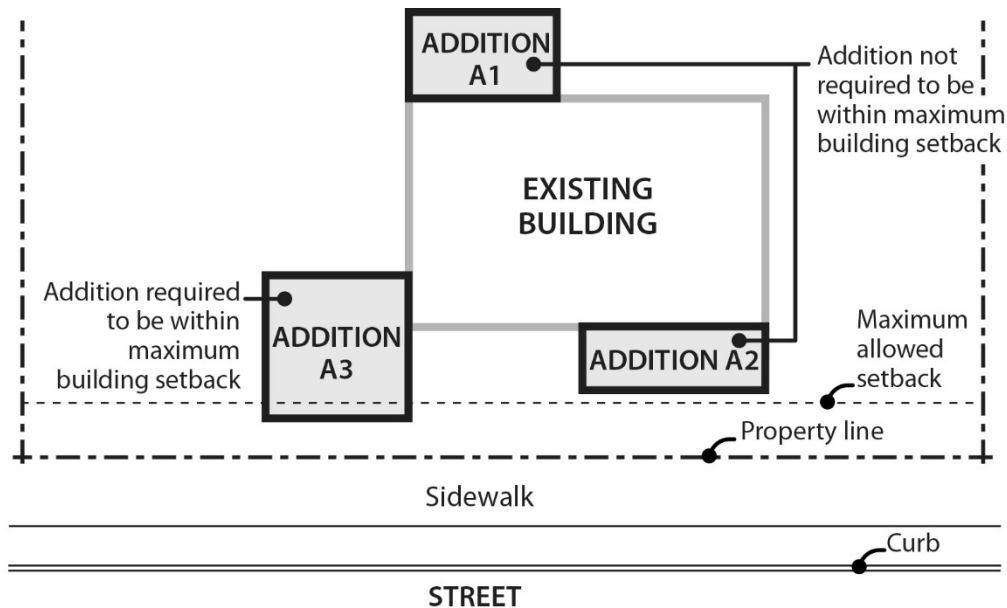 ADDITION
A1
Addition not
required to be
within maximum
building setback
EXISTING
BUILDING
Addition required
to be within
maximum
building setback
ADDITION
A3
ADDITION A2
Maximum
allowed
setback
Property line
Sidewalk
Curb
STREET